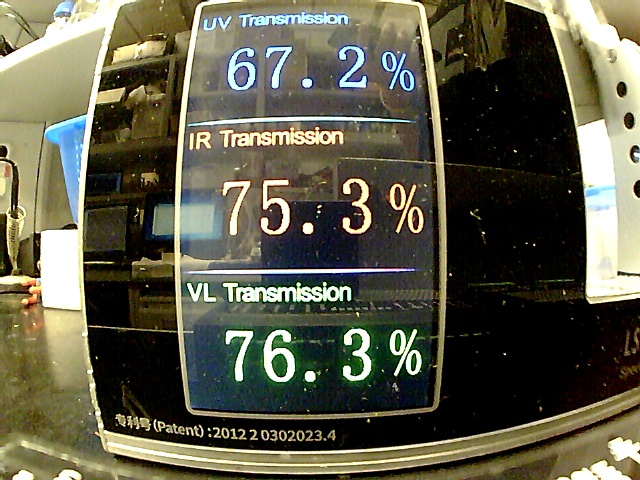 UV Transmission
67.2%
IR Transmission
75.3%
VL Transmission
76.3%
LS
专利号(Patent):2012 2 0302023.4